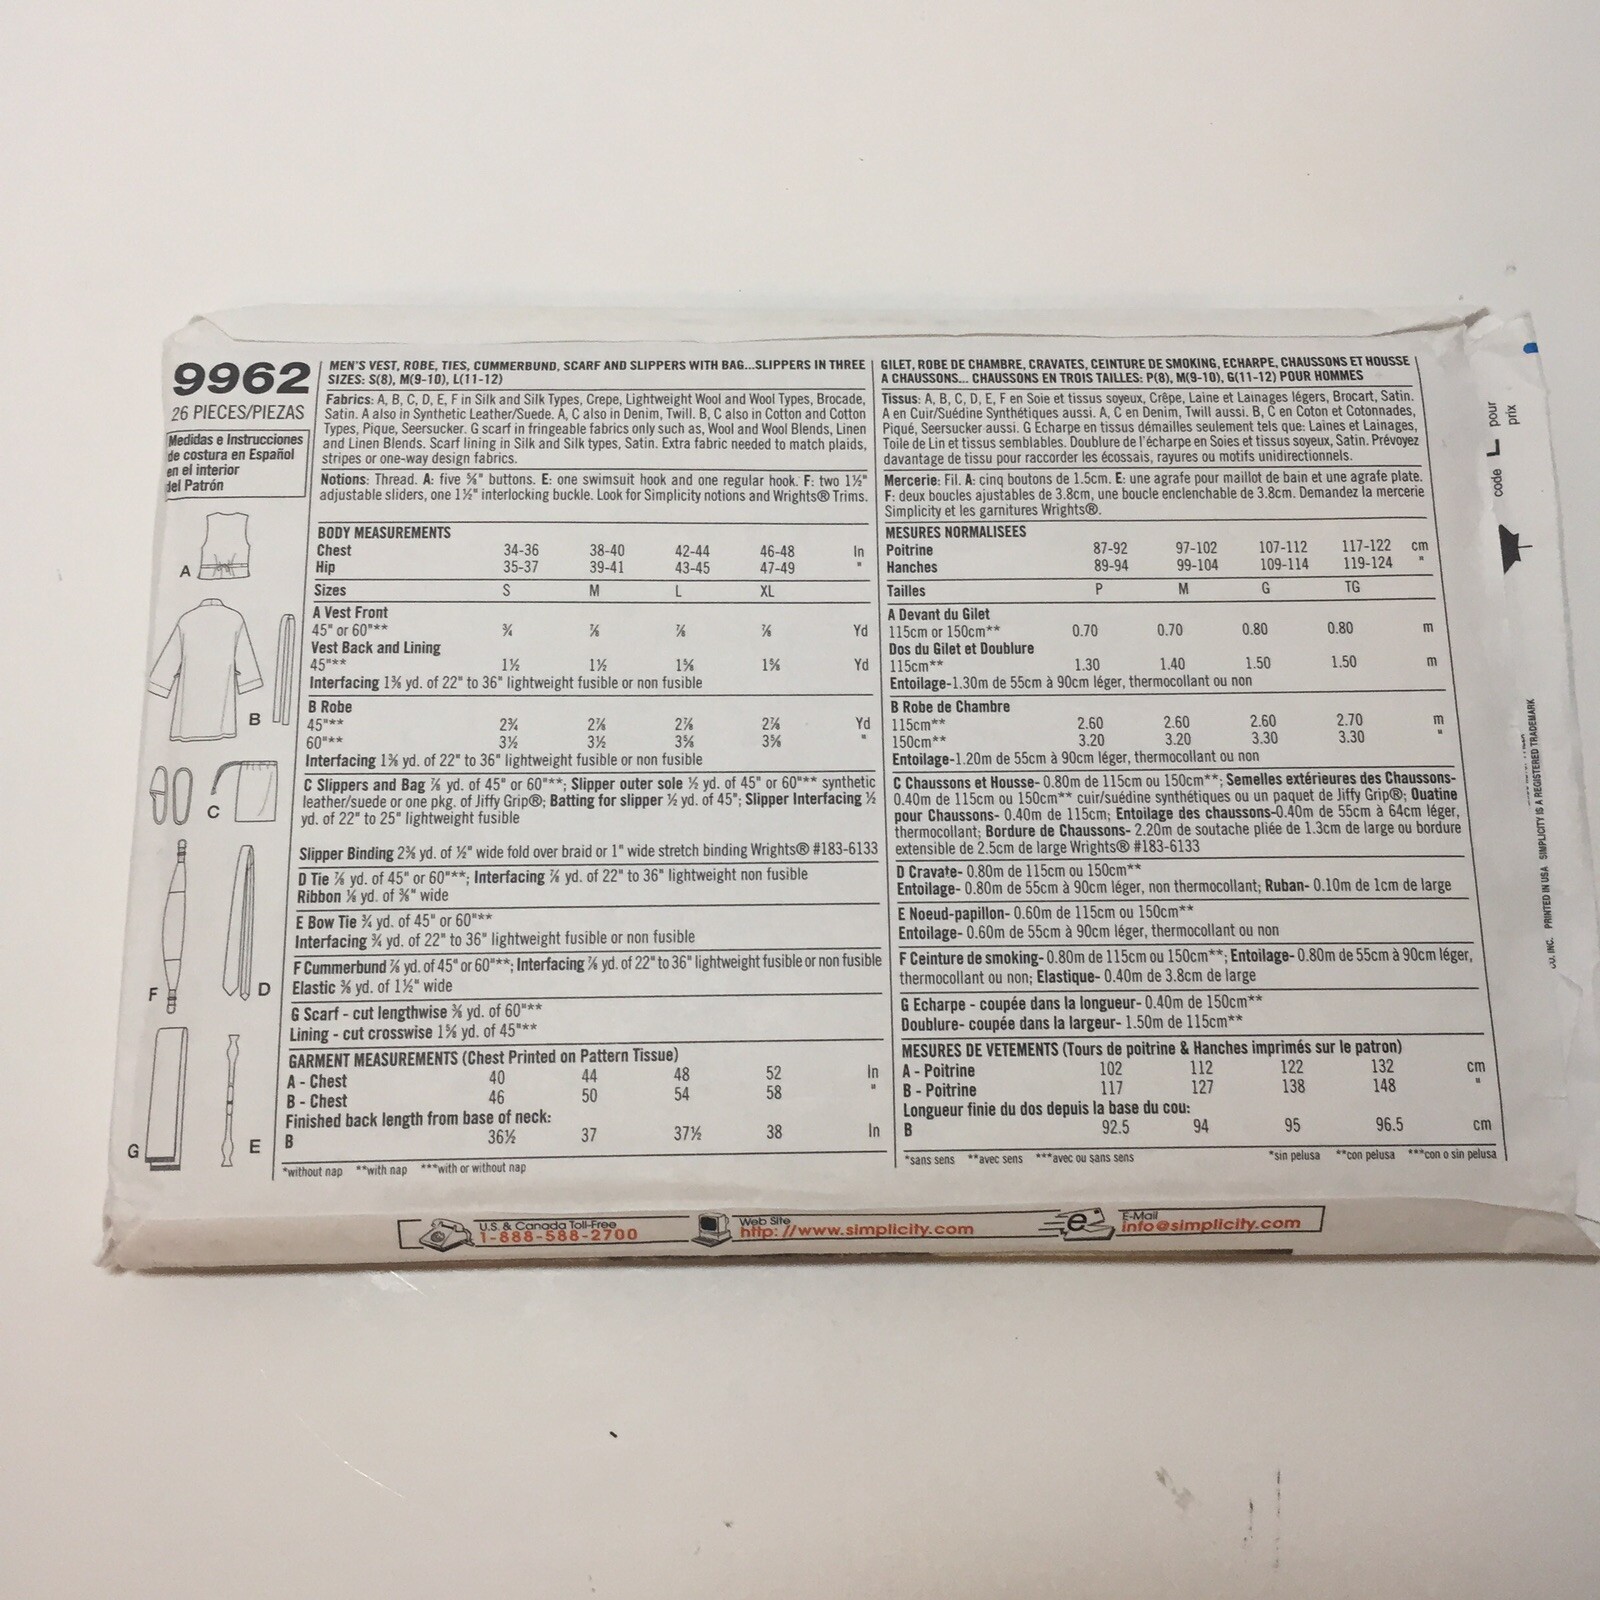 9962
26 PIECES/PIEZAS
Medidas e Instrucciones
de costura en Español
en el interior
del Patrón
A
B
C
F
D
G
E
MEN'S VEST, ROBE, TIES, CUMMERBUND, SCARF AND SLIPPERS WITH BAG...SLIPPERS IN THREE
SIZES: S(8), M(9-10), L(11-12)
Fabrics: A, B, C, D, E, F in Silk and Silk Types, Crepe, Lightweight Wool and Wool Types, Brocade,
Satin. A also in Synthetic Leather/Suede. A, C also in Denim, Twill. B, C also in Cotton and Cotton
Types, Pique, Seersucker. G scarf in fringeable fabrics only such as, Wool and Wool Blends, Linen
and Linen Blends. Scarf lining in Silk and Silk types, Satin. Extra fabric needed to match plaids,
stripes or one-way design fabrics.
Notions: Thread. A: five ⅝" buttons. E: one swimsuit hook and one regular hook. F: two 1½"
adjustable sliders, one 1½" interlocking buckle. Look for Simplicity notions and Wrights® Trims.
BODY MEASUREMENTS
Chest 34-36 38-40 42-44 46-48 In
Hip 35-37 39-41 43-45 47-49 "
Sizes S M L XL
A Vest Front
45" or 60"** ¾ ⅞ ⅞ ⅞ Yd
Vest Back and Lining
45"** 1½ 1½ 1⅝ 1⅝ Yd
Interfacing 1⅜ yd. of 22" to 36" lightweight fusible or non fusible
B Robe
45"** 2¾ 2⅞ 2⅞ 2⅞ Yd
60"** 3½ 3½ 3⅝ 3⅝ "
Interfacing 1⅜ yd. of 22" to 36" lightweight fusible or non fusible
C Slippers and Bag ⅞ yd. of 45" or 60"**; Slipper outer sole ½ yd. of 45" or 60"** synthetic
leather/suede or one pkg. of Jiffy Grip®; Batting for slipper ½ yd. of 45"; Slipper Interfacing ½
yd. of 22" to 25" lightweight fusible
Slipper Binding 2⅜ yd. of ½" wide fold over braid or 1" wide stretch binding Wrights® #183-6133
D Tie ⅞ yd. of 45" or 60"**; Interfacing ⅞ yd. of 22" to 36" lightweight non fusible
Ribbon ⅛ yd. of ⅜" wide
E Bow Tie ¾ yd. of 45" or 60"**
Interfacing ¾ yd. of 22" to 36" lightweight fusible or non fusible
F Cummerbund ⅞ yd. of 45" or 60"**; Interfacing ⅞ yd. of 22" to 36" lightweight fusible or non fusible
Elastic ⅜ yd. of 1½" wide
G Scarf - cut lengthwise ⅜ yd. of 60"**
Lining - cut crosswise 1⅝ yd. of 45"**
GARMENT MEASUREMENTS (Chest Printed on Pattern Tissue)
A - Chest 40 44 48 52 In
B - Chest 46 50 54 58 "
Finished back length from base of neck:
B 36½ 37 37½ 38 In
*without nap **with nap ***with or without nap
GILET, ROBE DE CHAMBRE, CRAVATES, CEINTURE DE SMOKING, ECHARPE, CHAUSSONS ET HOUSSE
A CHAUSSONS... CHAUSSONS EN TROIS TAILLES: P(8), M(9-10), G(11-12) POUR HOMMES
Tissus: A, B, C, D, E, F en Soie et tissus soyeux, Crêpe, Laine et Lainages légers, Brocart, Satin.
A en Cuir/Suédine Synthétiques aussi. A, C en Denim, Twill aussi. B, C en Coton et Cotonnades,
Piqué, Seersucker aussi. G Echarpe en tissus démailles seulement tels que: Laines et Lainages,
Toile de Lin et tissus semblables. Doublure de l'écharpe en Soies et tissus soyeux, Satin. Prévoyez
davantage de tissu pour raccorder les écossais, rayures ou motifs unidirectionnels.
Mercerie: Fil. A: cinq boutons de 1.5cm. E: une agrafe pour maillot de bain et une agrafe plate.
F: deux boucles ajustables de 3.8cm, une boucle enclenchable de 3.8cm. Demandez la mercerie
Simplicity et les garnitures Wrights®.
MESURES NORMALISEES
Poitrine 87-92 97-102 107-112 117-122 cm
Hanches 89-94 99-104 109-114 119-124 "
Tailles P M G TG
A Devant du Gilet
115cm or 150cm** 0.70 0.70 0.80 0.80 m
Dos du Gilet et Doublure
115cm** 1.30 1.40 1.50 1.50 m
Entoilage-1.30m de 55cm à 90cm léger, thermocollant ou non
B Robe de Chambre
115cm** 2.60 2.60 2.60 2.70 m
150cm** 3.20 3.20 3.30 3.30 "
Entoilage-1.20m de 55cm à 90cm léger, thermocollant ou non
C Chaussons et Housse- 0.80m de 115cm ou 150cm**; Semelles extérieures des Chaussons-
0.40m de 115cm ou 150cm** cuir/suédine synthétiques ou un paquet de Jiffy Grip®; Ouatine
pour Chaussons- 0.40m de 115cm; Entoilage des chaussons-0.40m de 55cm à 64cm léger,
thermocollant; Bordure de Chaussons- 2.20m de soutache pliée de 1.3cm de large ou bordure
extensible de 2.5cm de large Wrights® #183-6133
D Cravate- 0.80m de 115cm ou 150cm**
Entoilage- 0.80m de 55cm à 90cm léger, non thermocollant; Ruban- 0.10m de 1cm de large
E Noeud-papillon- 0.60m de 115cm ou 150cm**
Entoilage- 0.60m de 55cm à 90cm léger, thermocollant ou non
F Ceinture de smoking- 0.80m de 115cm ou 150cm**; Entoilage- 0.80m de 55cm à 90cm léger,
thermocollant ou non; Elastique- 0.40m de 3.8cm de large
G Echarpe - coupée dans la longueur- 0.40m de 150cm**
Doublure- coupée dans la largeur- 1.50m de 115cm**
MESURES DE VETEMENTS (Tours de poitrine & Hanches imprimés sur le patron)
A - Poitrine 102 112 122 132 cm
B - Poitrine 117 127 138 148 "
Longueur finie du dos depuis la base du cou:
B 92.5 94 95 96.5 cm
*sans sens **avec sens ***avec ou sans sens
*sin pelusa **con pelusa ***con o sin pelusa
code L pour
prix
CO. INC. PRINTED IN USA SIMPLICITY IS A REGISTERED TRADEMARK
U.S. & Canada Toll-Free
1-888-588-2700
Web Site
http://www.simplicity.com
E-Mail
info@simplicity.com